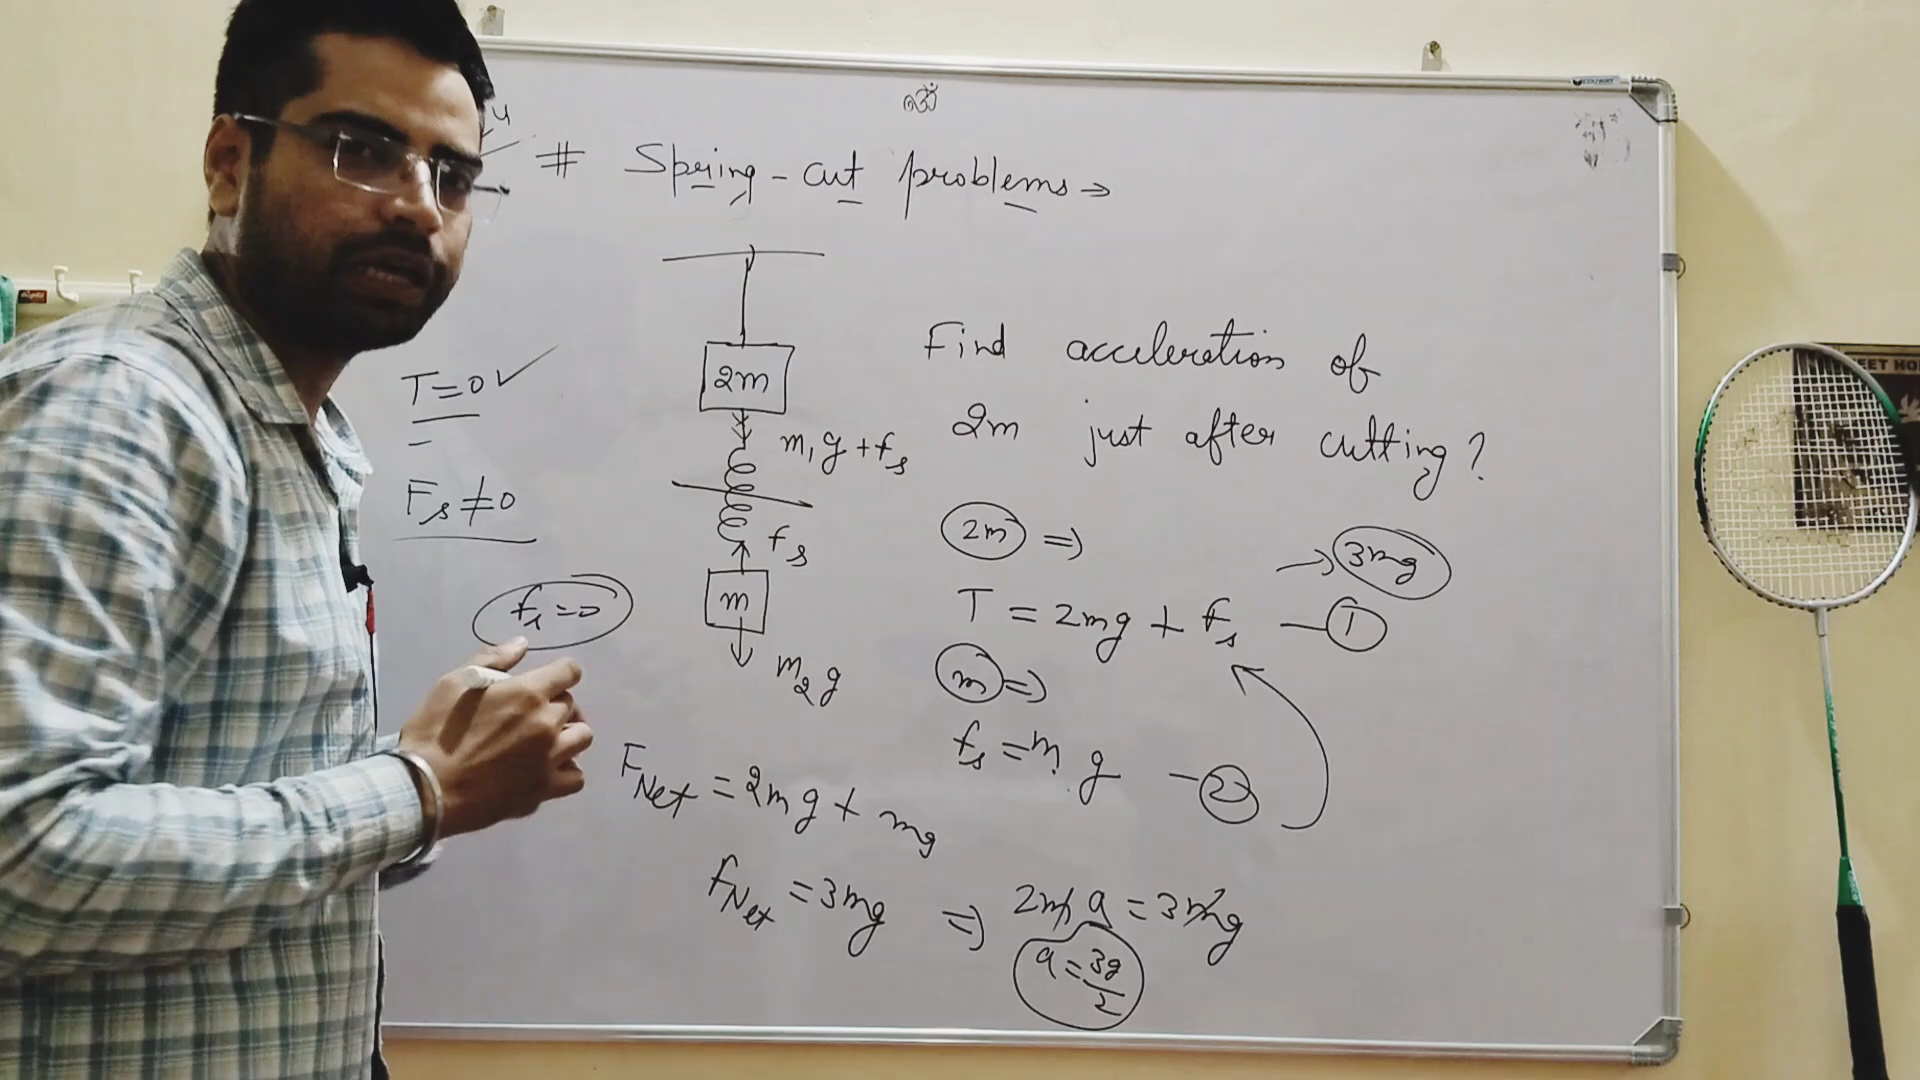 ॐ
# Spring-cut problems →
2m
m₁g + fₛ
fₛ
m
m₂g
T=0 ✓
Fₛ ≠ 0
fₛ=0
Find acceleration of
2m just after cutting?
2m ⇒
→ 3mg
T = 2mg + fₛ — 1
m ⇒
fₛ = m g — 2
F_Net = 2mg + mg
f_Net = 3mg ⇒ 2m a = 3mg
a = 3g/2